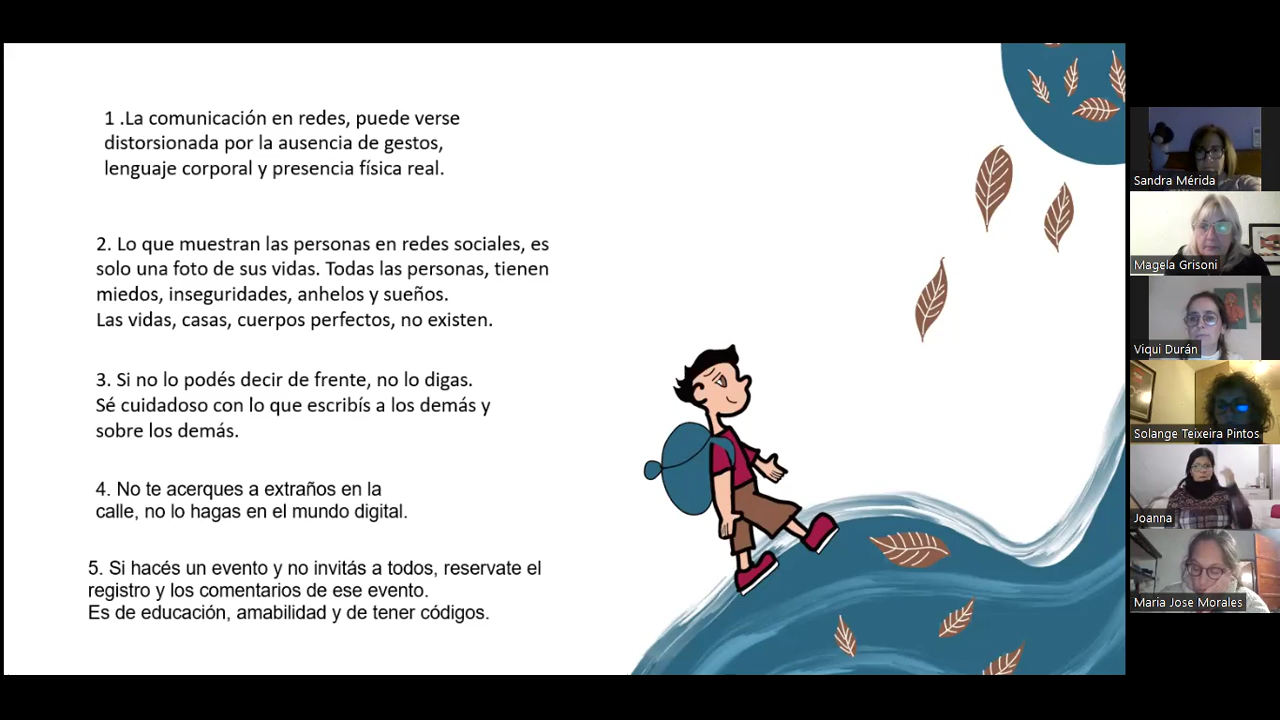 1 .La comunicación en redes, puede verse
distorsionada por la ausencia de gestos,
lenguaje corporal y presencia física real.
2. Lo que muestran las personas en redes sociales, es
solo una foto de sus vidas. Todas las personas, tienen
miedos, inseguridades, anhelos y sueños.
Las vidas, casas, cuerpos perfectos, no existen.
3. Si no lo podés decir de frente, no lo digas.
Sé cuidadoso con lo que escribís a los demás y
sobre los demás.
4. No te acerques a extraños en la
calle, no lo hagas en el mundo digital.
5. Si hacés un evento y no invitás a todos, reservate el
registro y los comentarios de ese evento.
Es de educación, amabilidad y de tener códigos.
Sandra Mérida
Magela Grisoni
Viqui Durán
Solange Teixeira Pintos
Joanna
Maria Jose Morales